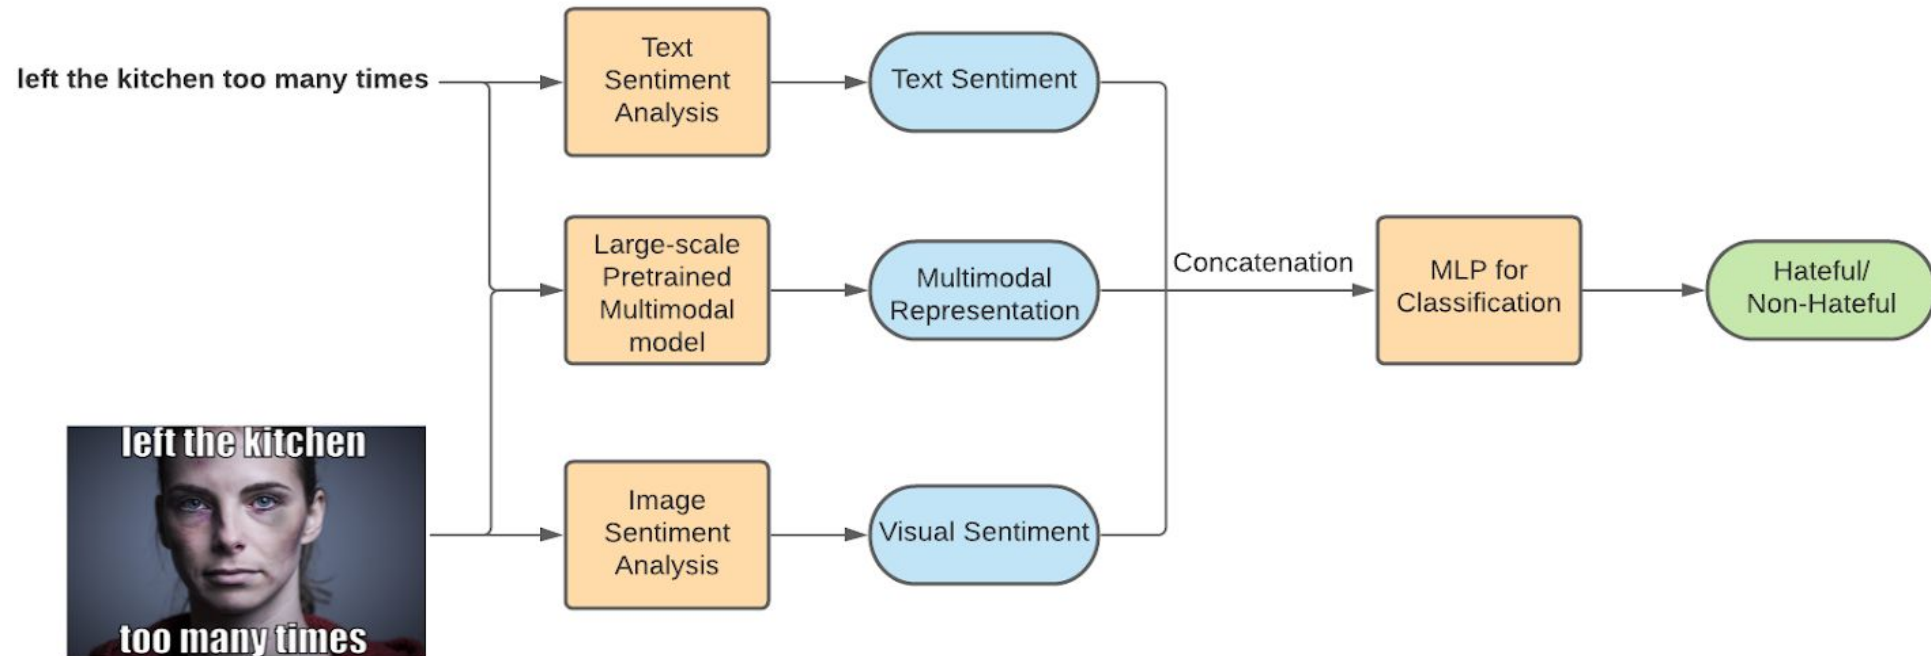 left the kitchen too many times
Text
Sentiment
Analysis
Text Sentiment
Large-scale
Pretrained
Multimodal
model
Multimodal
Representation
Concatenation
MLP for
Classification
Hateful/
Non-Hateful
left the kitchen
too many times
Image
Sentiment
Analysis
Visual Sentiment